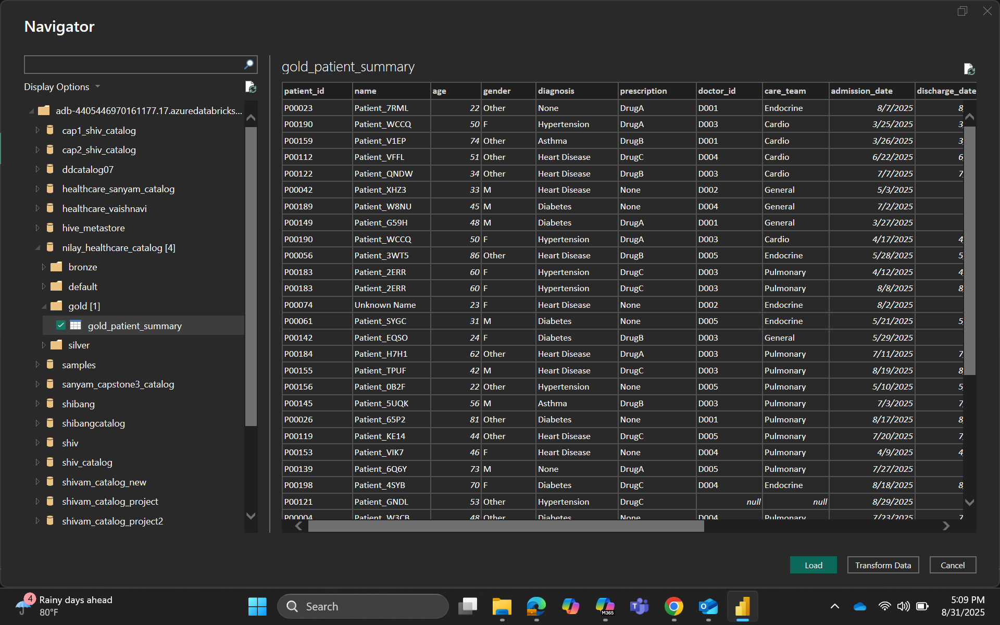 Navigator
Display Options
adb-4405446970161177.17.azuredatabricks...
cap1_shiv_catalog
cap2_shiv_catalog
ddcatalog07
healthcare_sanyam_catalog
healthcare_vaishnavi
hive_metastore
nilay_healthcare_catalog [4]
bronze
default
gold [1]
gold_patient_summary
silver
samples
sanyam_capstone3_catalog
shibang
shibangcatalog
shiv
shiv_catalog
shivam_catalog_new
shivam_catalog_project
shivam_catalog_project2
gold_patient_summary
patient_id name age gender diagnosis prescription doctor_id care_team admission_date discharge_date
P00023 Patient_7RML 22 Other None DrugA D001 Endocrine 8/7/2025 8/
P00190 Patient_WCCQ 50 F Hypertension DrugA D003 Cardio 3/25/2025 3/
P00159 Patient_V1EP 74 Other Asthma DrugB D001 Cardio 3/26/2025 3/
P00112 Patient_VFFL 51 Other Heart Disease DrugC D004 Cardio 6/22/2025 6/
P00122 Patient_QNDW 34 Other Heart Disease DrugB D003 Cardio 7/7/2025 7/
P00042 Patient_XHZ3 33 M Heart Disease None D002 General 5/3/2025
P00189 Patient_W8NU 45 M Diabetes None D004 General 7/2/2025
P00149 Patient_G59H 48 M Diabetes DrugA D001 General 3/27/2025
P00190 Patient_WCCQ 50 F Hypertension DrugA D003 Cardio 4/17/2025 4/
P00056 Patient_3WT5 86 Other Heart Disease DrugB D005 Endocrine 5/28/2025 5/
P00183 Patient_2ERR 60 F Hypertension DrugC D003 Pulmonary 4/12/2025 4/
P00183 Patient_2ERR 60 F Hypertension DrugC D003 Pulmonary 8/8/2025 8/
P00074 Unknown Name 23 F Heart Disease None D002 Endocrine 8/2/2025
P00061 Patient_SYGC 31 M Diabetes None D005 Endocrine 5/21/2025 5/
P00142 Patient_EQSO 24 F Diabetes DrugB D003 General 5/29/2025
P00184 Patient_H7H1 62 Other Heart Disease DrugA D003 Pulmonary 7/11/2025 7/
P00155 Patient_TPUF 42 M Heart Disease DrugC D003 Pulmonary 8/19/2025 8/
P00156 Patient_0B2F 22 Other Hypertension None D005 Pulmonary 5/10/2025 5/
P00145 Patient_5UQK 56 M Asthma DrugB D003 Pulmonary 7/3/2025 7/
P00026 Patient_65P2 81 Other Diabetes None D001 Pulmonary 8/17/2025 8/
P00119 Patient_KE14 44 Other Heart Disease DrugC D005 Pulmonary 7/20/2025 7/
P00153 Patient_VIK7 46 F Heart Disease None D004 Pulmonary 4/9/2025 4/
P00139 Patient_6Q6Y 73 M None DrugA D005 Pulmonary 7/27/2025
P00198 Patient_4SYB 70 F Diabetes DrugC D004 Endocrine 8/18/2025 8/
P00121 Patient_GNDL 53 Other Hypertension DrugC null null 8/29/2025
P00004 Patient_W3CB 48 Other Diabetes None D004 Pulmonary 7/23/2025 7
Load Transform Data Cancel
4
Rainy days ahead
80°F
Search
M365
5:09 PM
8/31/2025